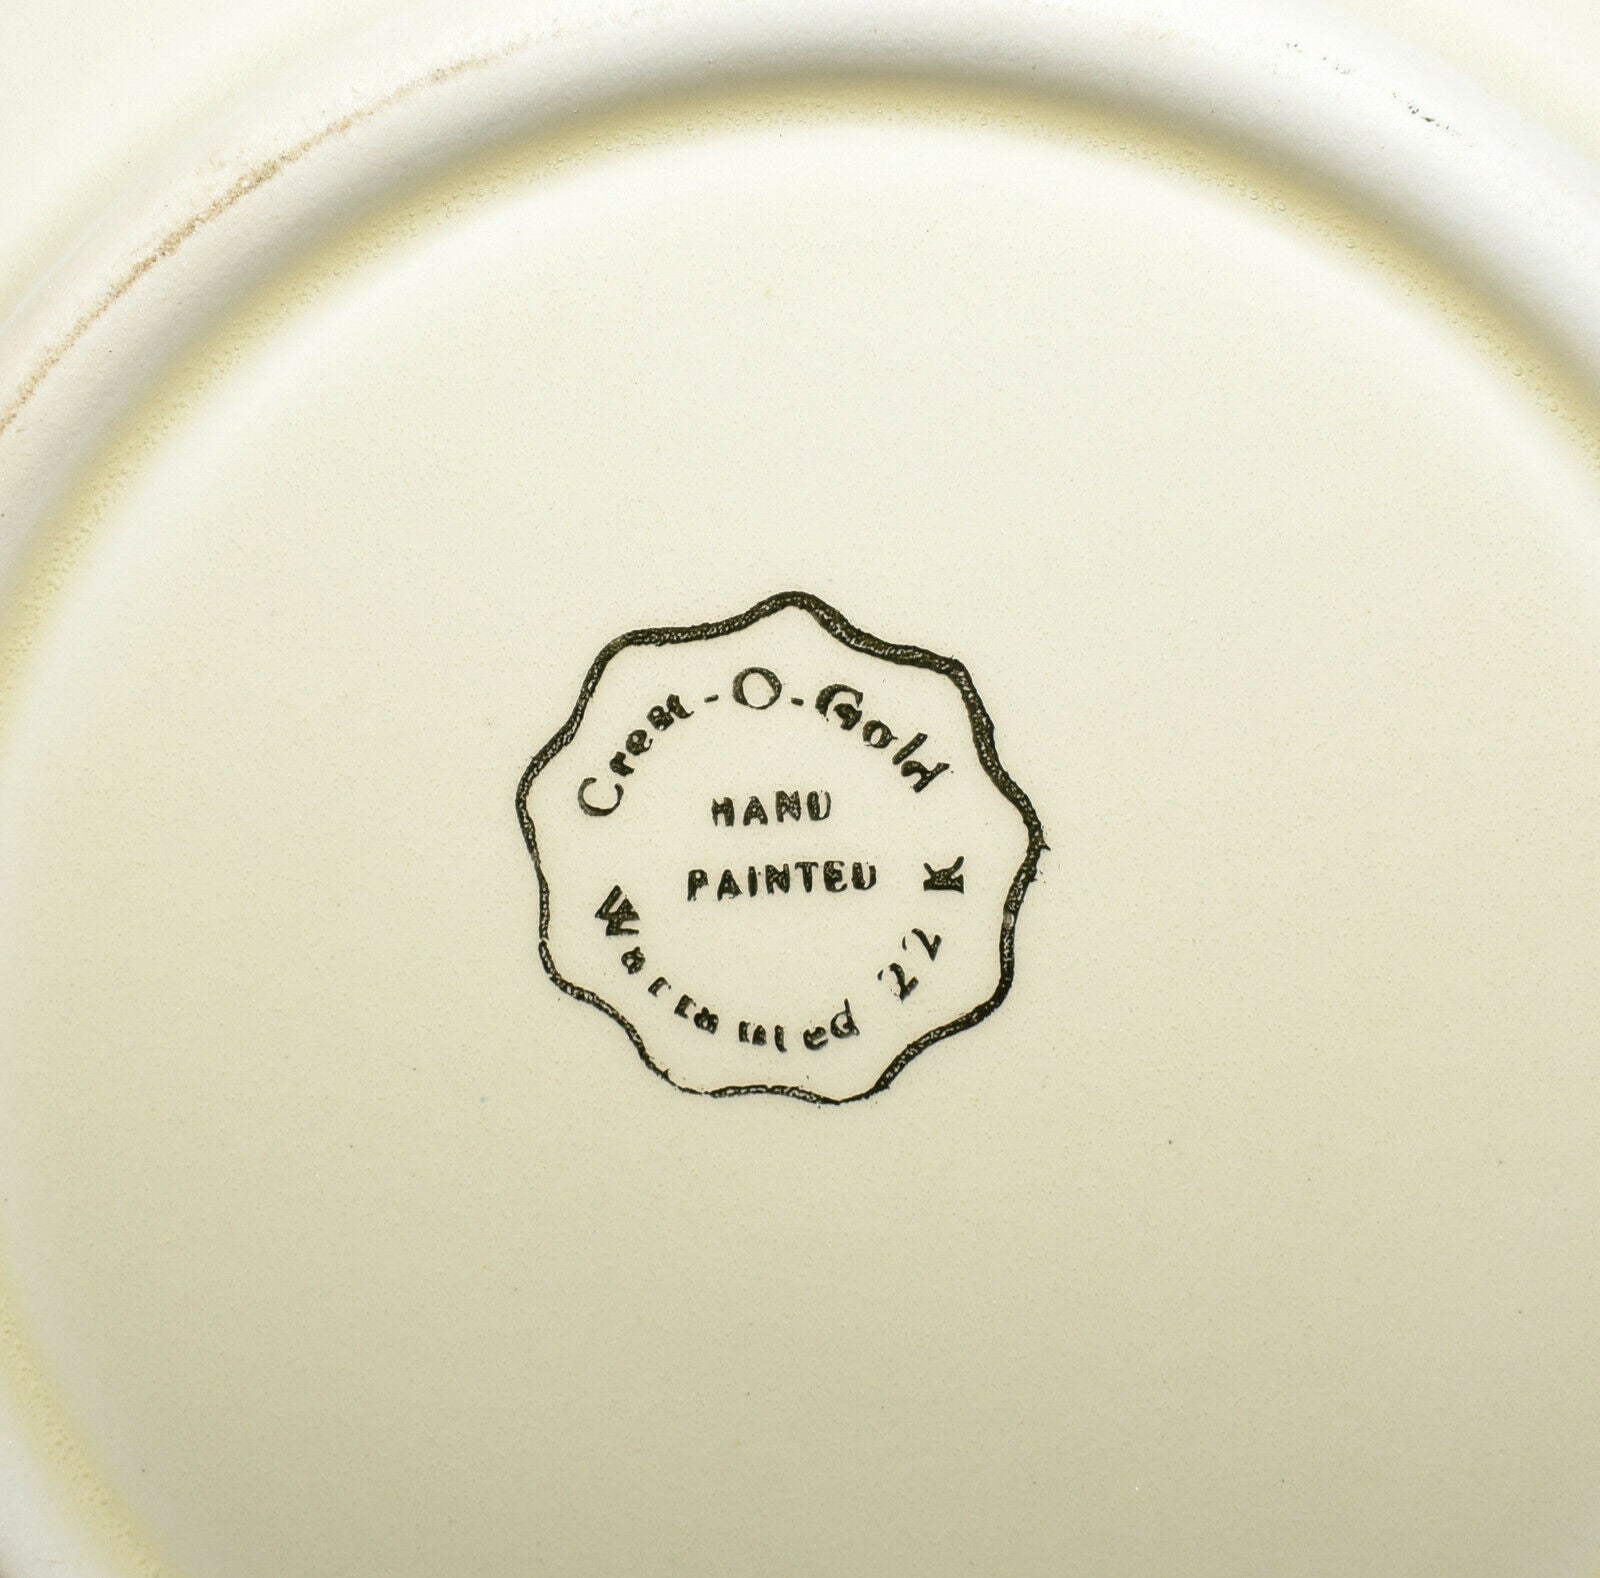 Crest-O-Gold
HAND
PAINTED
Warranted 22 K